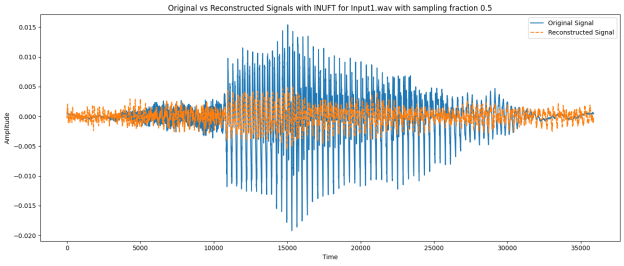 Original vs Reconstructed Signals with INUFT for Input1.wav with sampling fraction 0.5
Original Signal
Reconstructed Signal
0.015
0.010
0.005
0.000
−0.005
−0.010
−0.015
−0.020
Amplitude
0 5000 10000 15000 20000 25000 30000 35000
Time